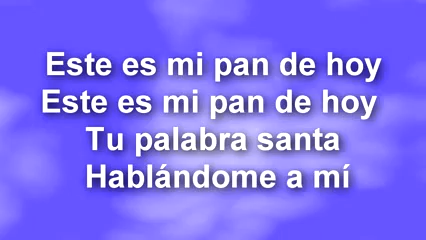 Este es mi pan de hoy
Este es mi pan de hoy
Tu palabra santa
Hablándome a mí